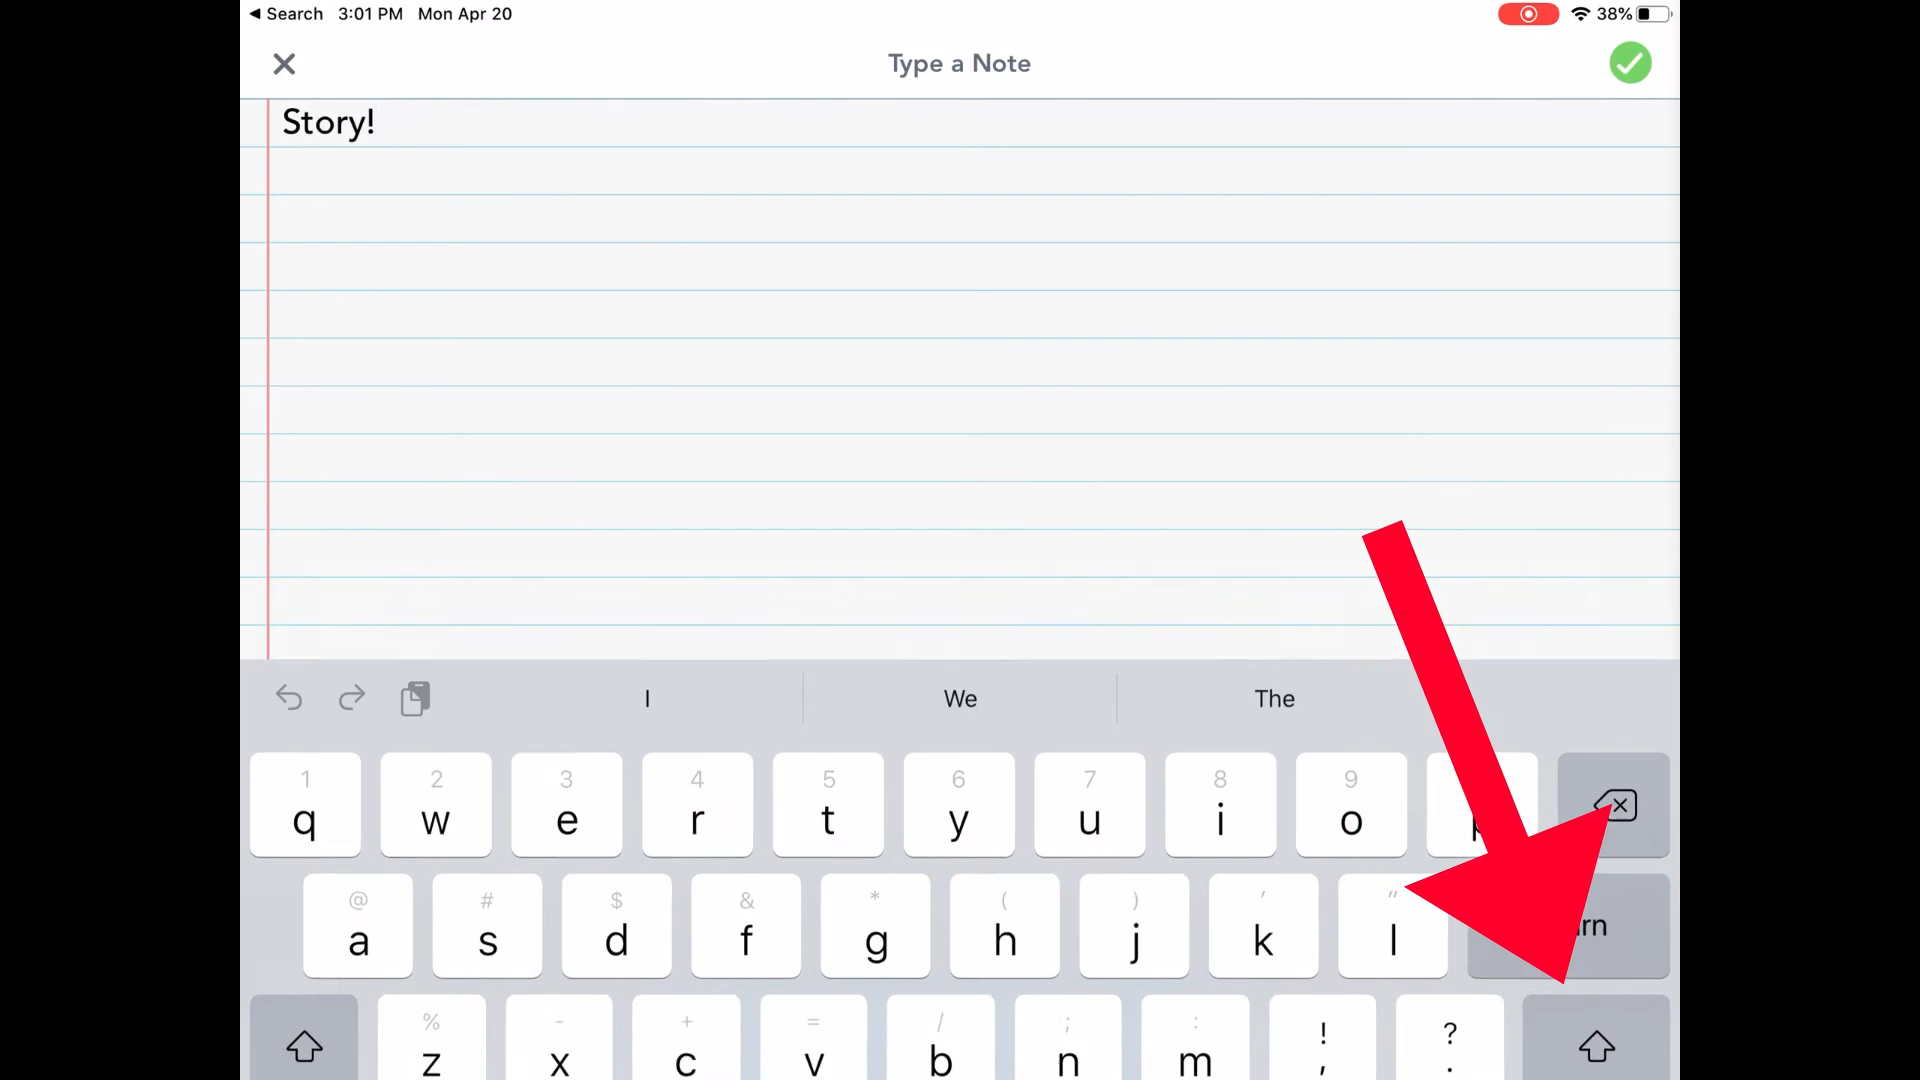 Search 3:01 PM Mon Apr 20 38%
Type a Note
Story!
I We The
1 2 3 4 5 6 7 8 9
q w e r t y u i o p
@ # $ & * ( ) ' "
a s d f g h j k l
% - + = / ; : ! ?
z x c v b n m , .